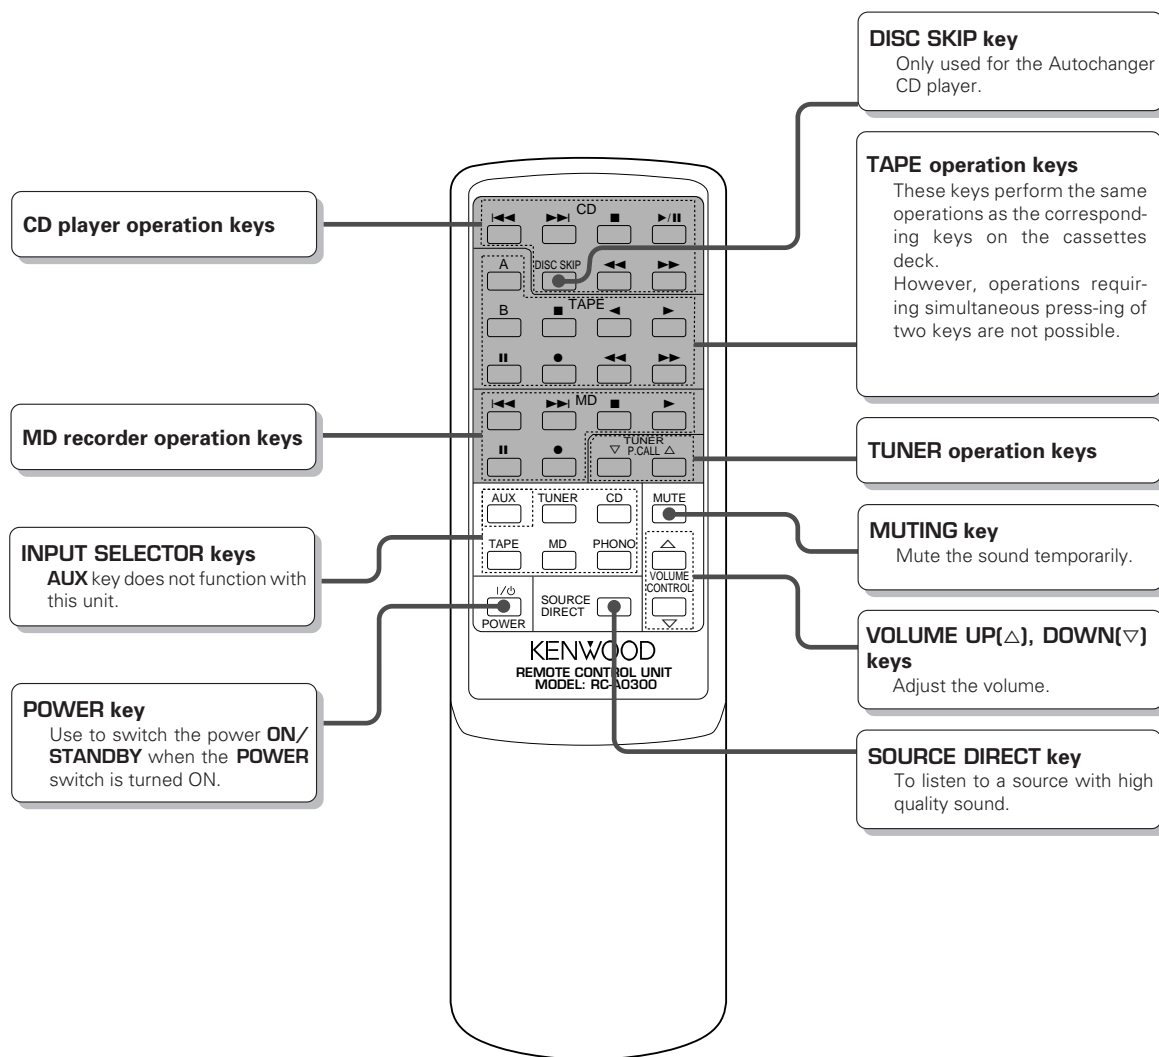 DISC SKIP key
Only used for the Autochanger
CD player.
TAPE operation keys
These keys perform the same
operations as the correspond-
ing keys on the cassettes
deck.
However, operations requir-
ing simultaneous press-ing of
two keys are not possible.
CD player operation keys
MD recorder operation keys
TUNER operation keys
INPUT SELECTOR keys
AUX key does not function with
this unit.
MUTING key
Mute the sound temporarily.
VOLUME UP(△), DOWN(▽)
keys
Adjust the volume.
POWER key
Use to switch the power ON/
STANDBY when the POWER
switch is turned ON.
SOURCE DIRECT key
To listen to a source with high
quality sound.
CD
A
DISC SKIP
B
TAPE
MD
TUNER
P.CALL
AUX TUNER CD MUTE
TAPE MD PHONO
VOLUME
CONTROL
POWER
SOURCE
DIRECT
KENWOOD
REMOTE CONTROL UNIT
MODEL: RC-A0300